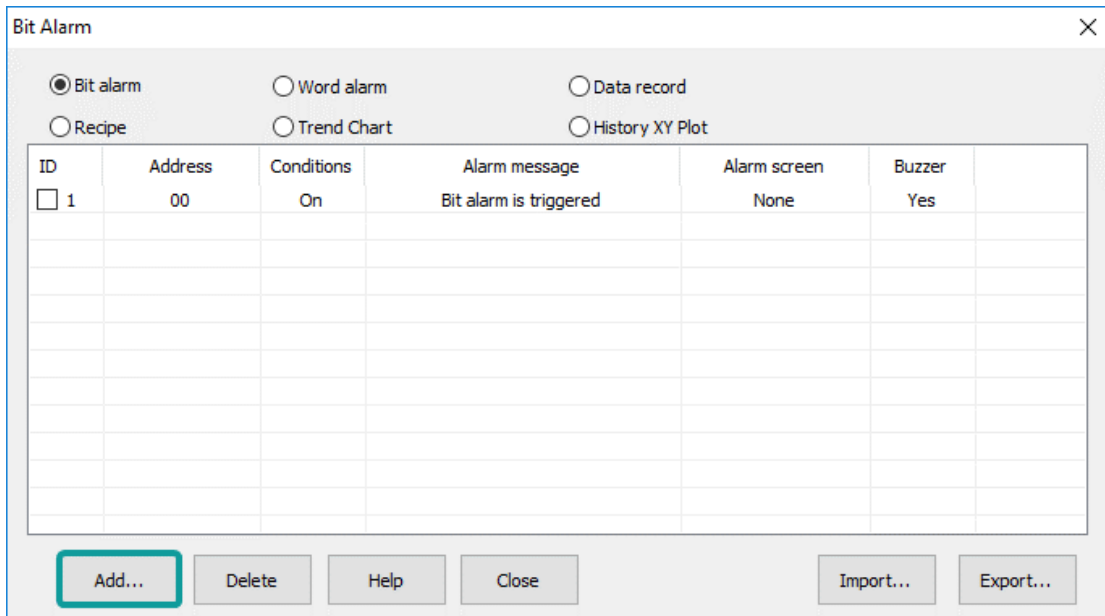 Bit Alarm
Bit alarm Word alarm Data record
Recipe Trend Chart History XY Plot
ID Address Conditions Alarm message Alarm screen Buzzer
1 00 On Bit alarm is triggered None Yes
Add... Delete Help Close Import... Export...